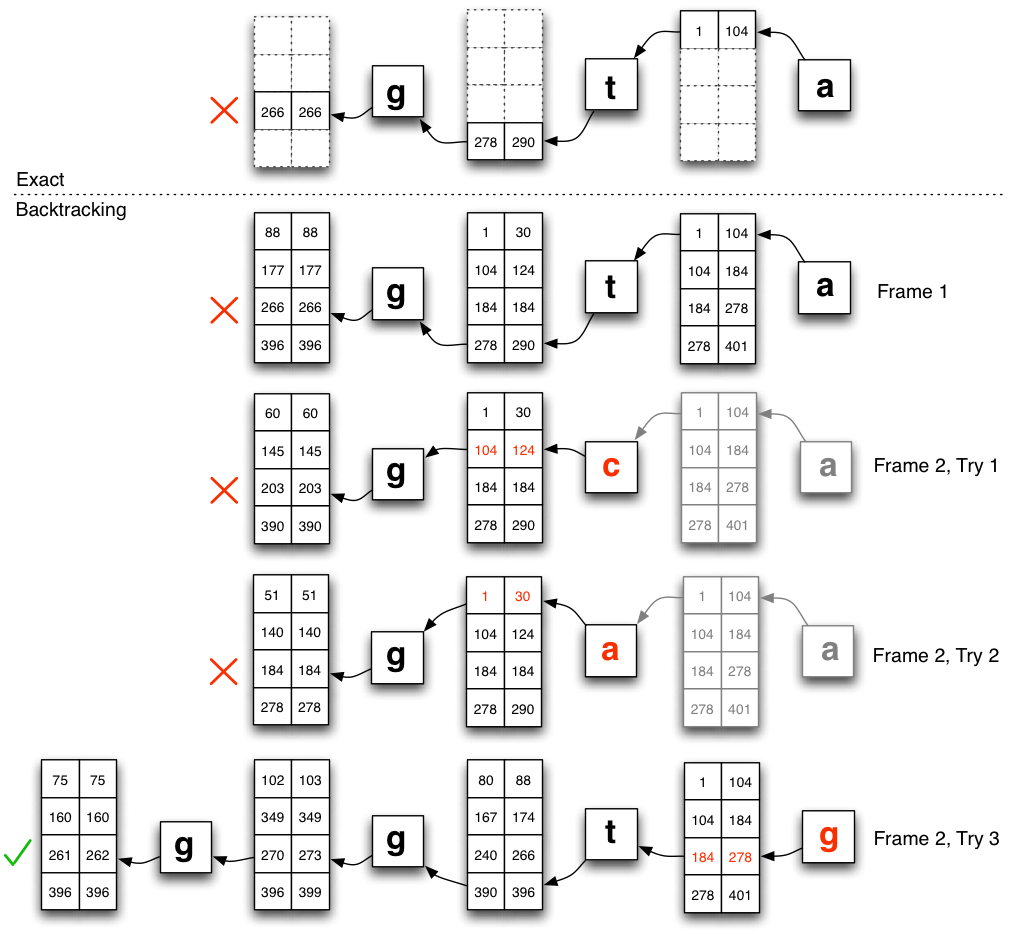 1 104
g t a
266 266
278 290
Exact
Backtracking
88 88 1 30 1 104
177 177 g 104 124 t 104 184 a Frame 1
266 266 184 184 184 278
396 396 278 290 278 401
60 60 1 30 1 104
145 145 g 104 124 c 104 184 a Frame 2, Try 1
203 203 184 184 184 278
390 390 278 290 278 401
51 51 1 30 1 104
140 140 g 104 124 a 104 184 a Frame 2, Try 2
184 184 184 184 184 278
278 278 278 290 278 401
75 75 102 103 80 88 1 104
160 160 g 349 349 g 167 174 t 104 184 g Frame 2, Try 3
261 262 270 273 240 266 184 278
396 396 396 399 390 396 278 401